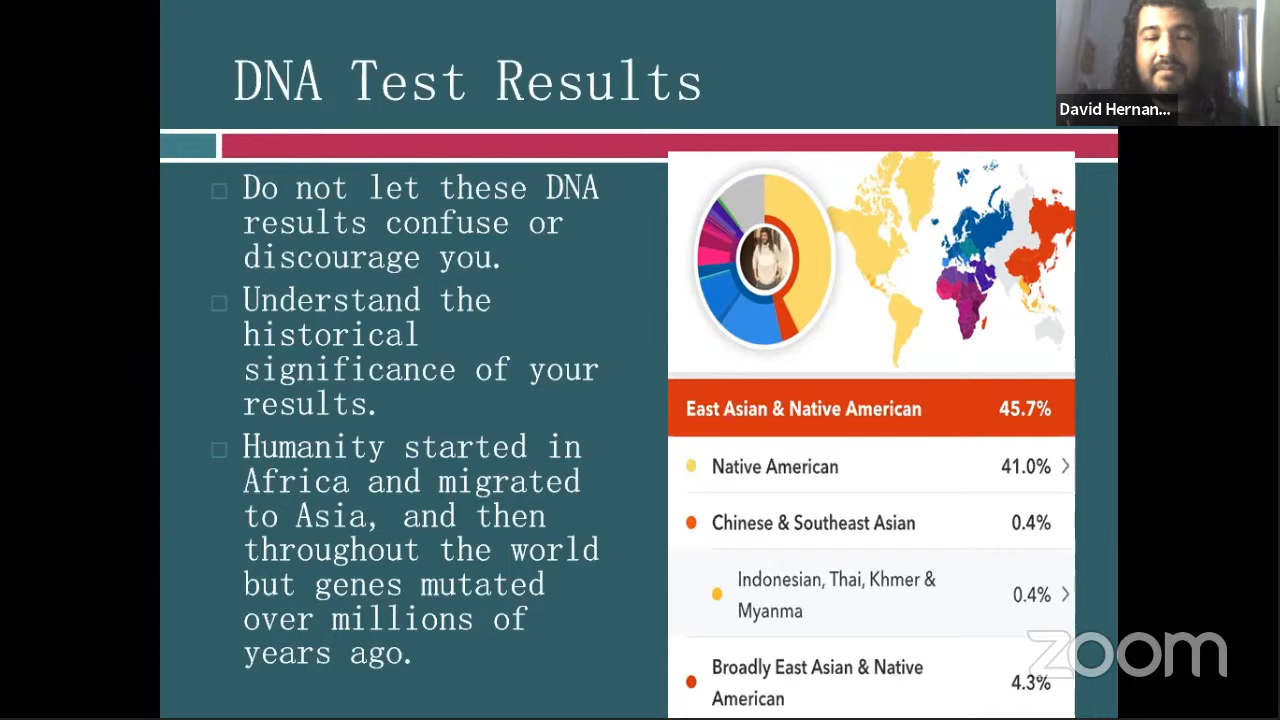 DNA Test Results
David Hernan...
□ Do not let these DNA
results confuse or
discourage you.
□ Understand the
historical
significance of your
results.
□ Humanity started in
Africa and migrated
to Asia, and then
throughout the world
but genes mutated
over millions of
years ago.
East Asian & Native American 45.7%
Native American 41.0%
Chinese & Southeast Asian 0.4%
Indonesian, Thai, Khmer &
Myanma 0.4%
Broadly East Asian & Native
American 4.3%
zoom